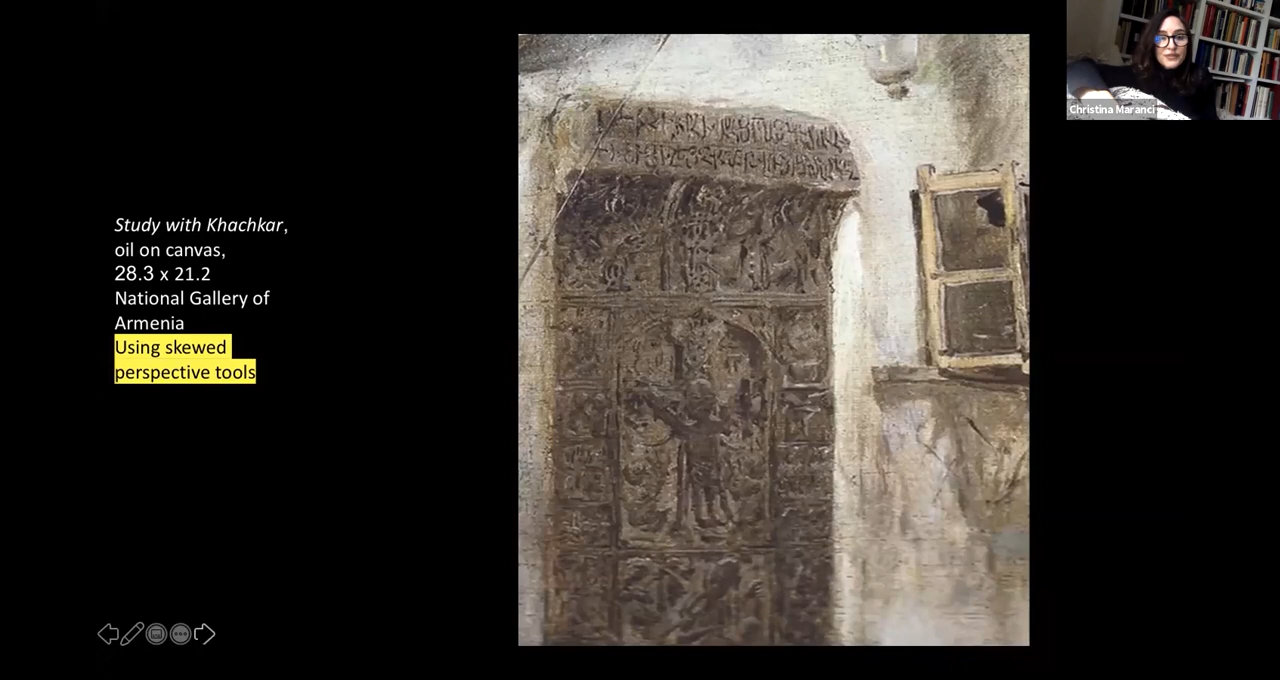 Study with Khachkar,
oil on canvas,
28.3 x 21.2
National Gallery of
Armenia
Using skewed
perspective tools
Christina Maranci